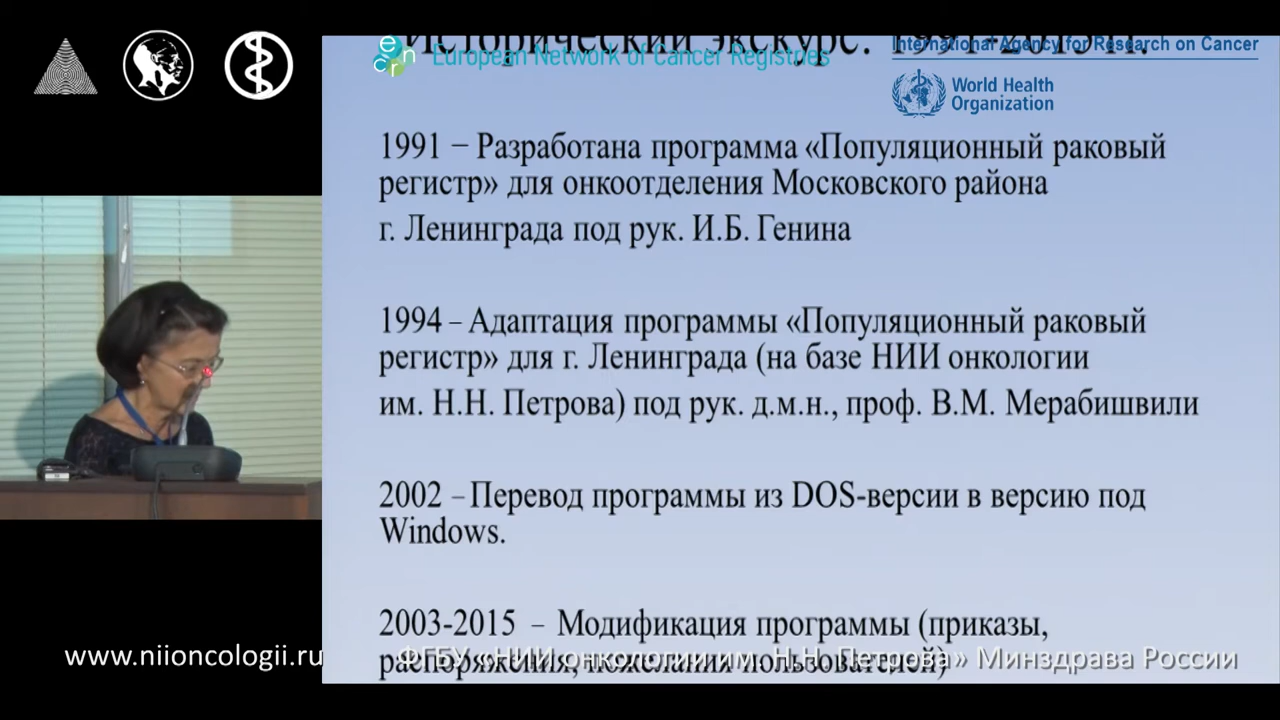 Исторический экскурс. 1991-2015гг.
encr
European Network of Cancer Registries
International Agency for Research on Cancer
World Health
Organization
1991 – Разработана программа «Популяционный раковый
регистр» для онкоотделения Московского района
г. Ленинграда под рук. И.Б. Генина
1994 – Адаптация программы «Популяционный раковый
регистр» для г. Ленинграда (на базе НИИ онкологии
им. Н.Н. Петрова) под рук. д.м.н., проф. В.М. Мерабишвили
2002 – Перевод программы из DOS-версии в версию под
Windows.
2003-2015 – Модификация программы (приказы,
распоряжения, пожелания пользователей)
www.niioncologii.ru
ФГБУ «НИИ онкологии им. Н.Н. Петрова» Минздрава России